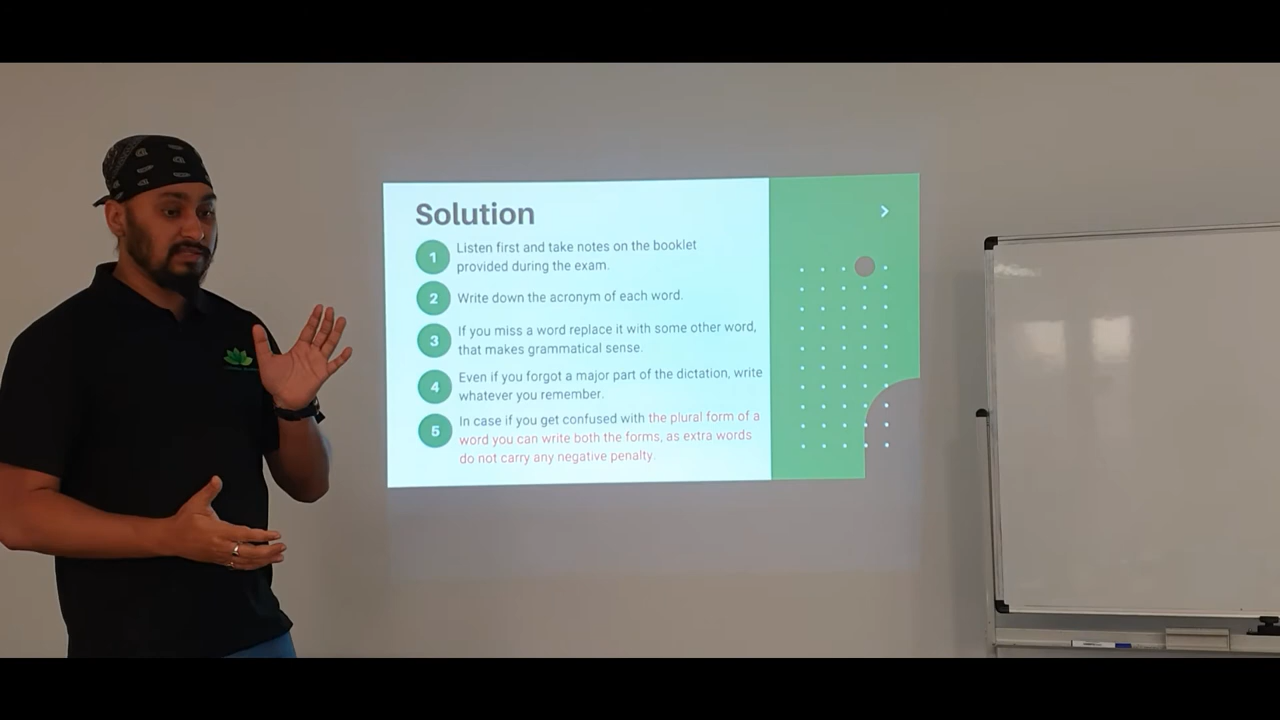 Solution
1
Listen first and take notes on the booklet
provided during the exam.
2
Write down the acronym of each word.
3
If you miss a word replace it with some other word,
that makes grammatical sense.
4
Even if you forgot a major part of the dictation, write
whatever you remember.
5
In case if you get confused with the plural form of a
word you can write both the forms, as extra words
do not carry any negative penalty.